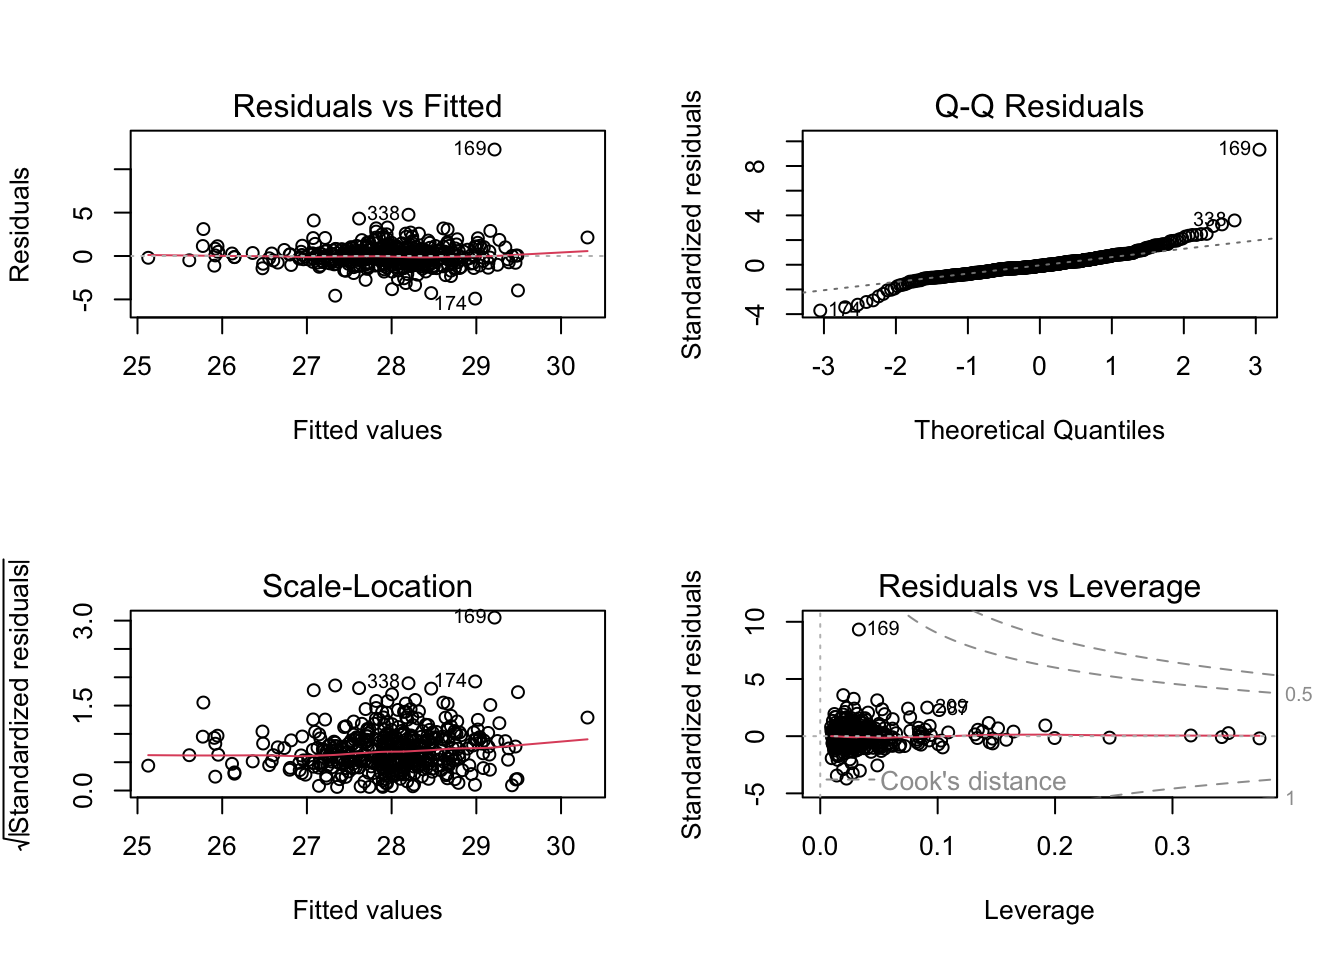 Residuals vs Fitted
Residuals
5
0
-5
169
338
174
25 26 27 28 29 30
Fitted values
Q-Q Residuals
Standardized residuals
8
4
0
-4
169
338
174
-3 -2 -1 0 1 2 3
Theoretical Quantiles
Scale-Location
√|Standardized residuals|
3.0
1.5
0.0
169
338
174
25 26 27 28 29 30
Fitted values
Residuals vs Leverage
Standardized residuals
10
5
0
-5
169
Cook's distance
0.5
1
0.0 0.1 0.2 0.3
Leverage